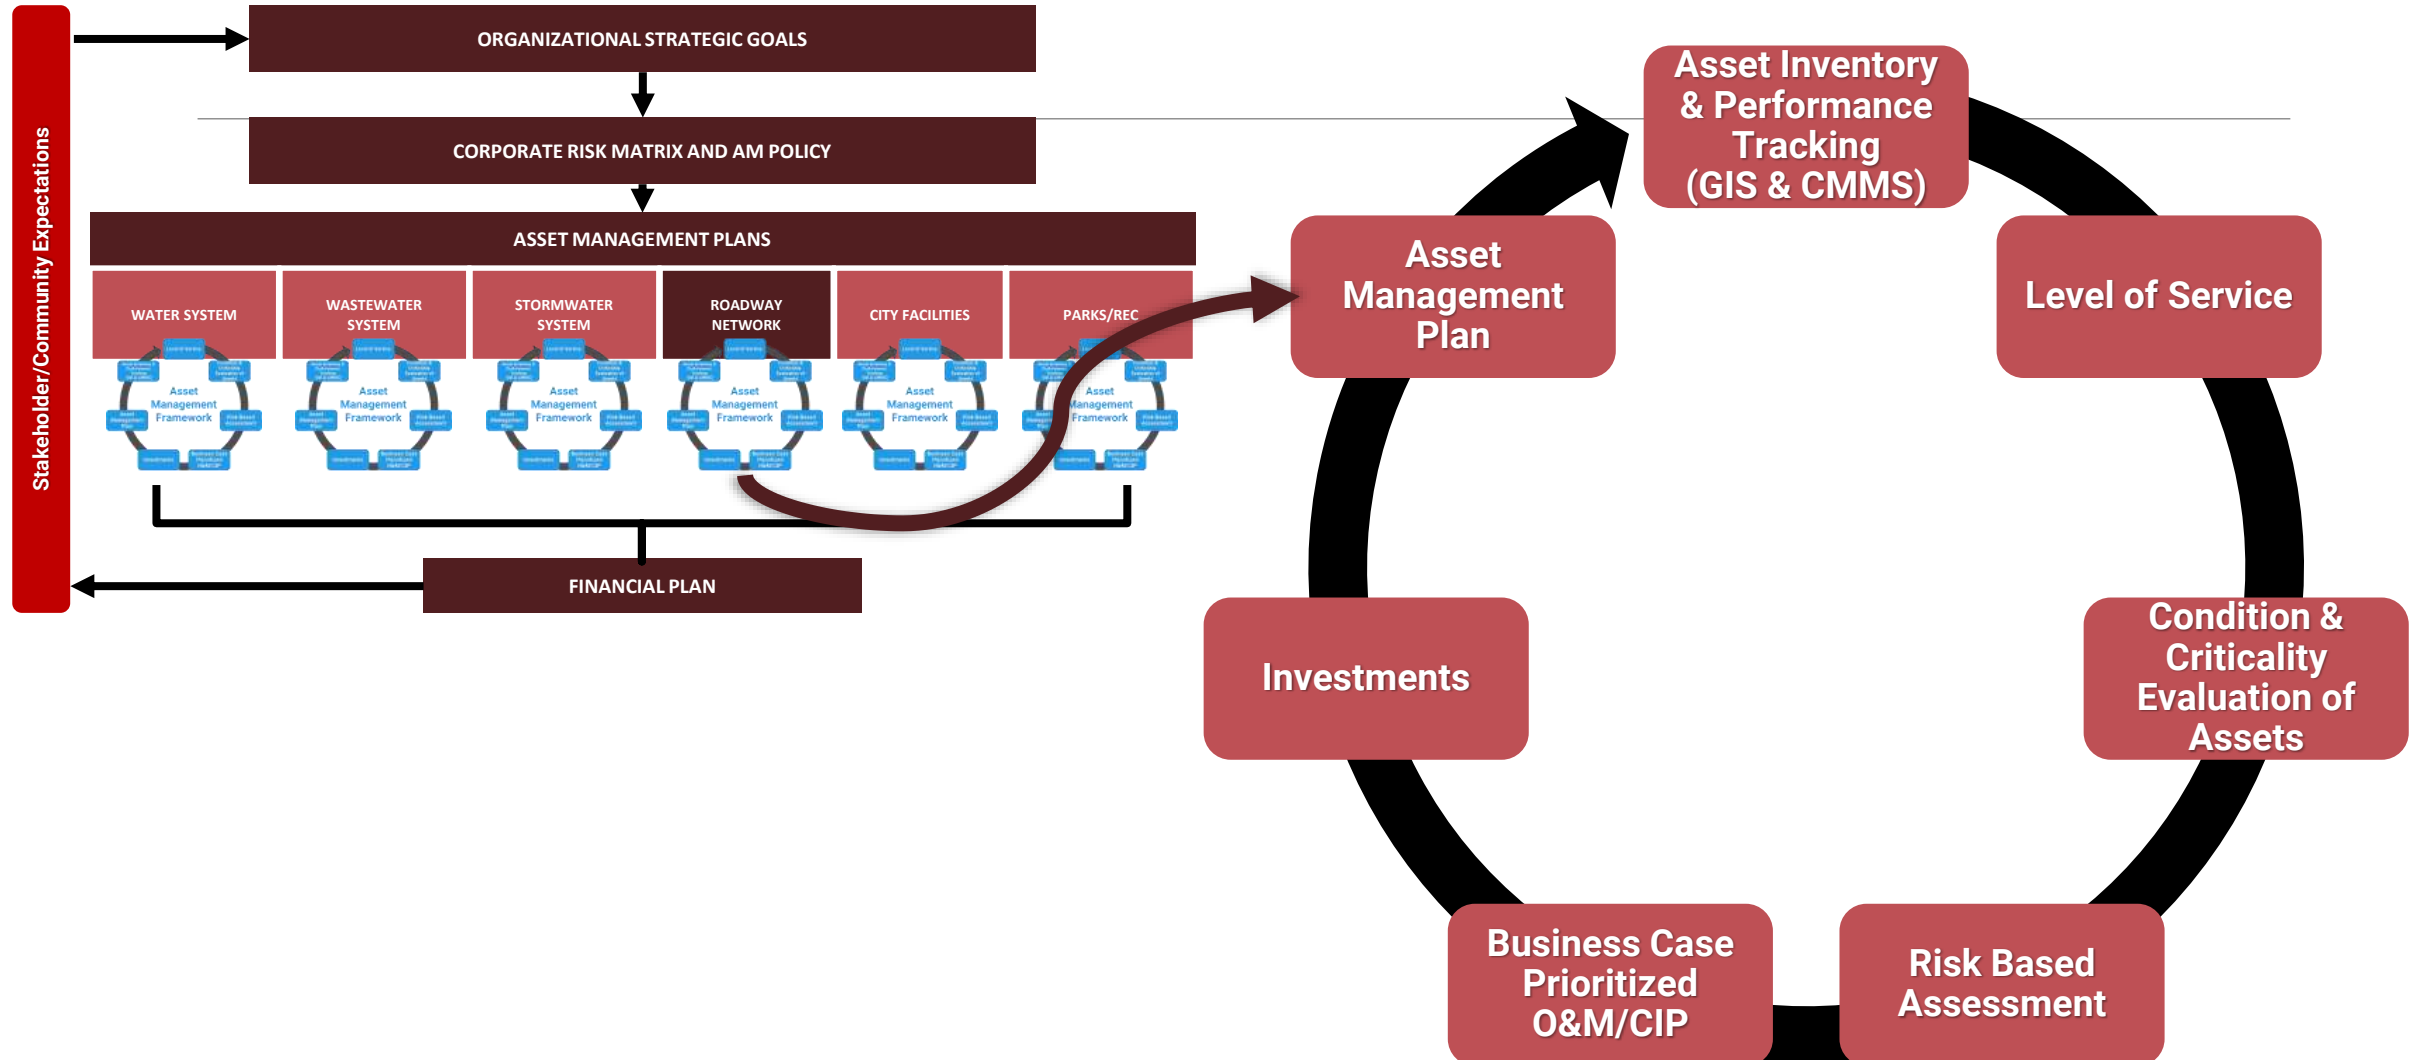 Stakeholder/Community Expectations
ORGANIZATIONAL STRATEGIC GOALS
CORPORATE RISK MATRIX AND AM POLICY
ASSET MANAGEMENT PLANS
WATER SYSTEM
WASTEWATER
SYSTEM
STORMWATER
SYSTEM
ROADWAY
NETWORK
CITY FACILITIES
PARKS/REC
Asset
Management
Framework
Asset
Management
Framework
Asset
Management
Framework
Asset
Management
Framework
Asset
Management
Framework
Asset
Management
Framework
FINANCIAL PLAN
Asset Inventory
& Performance
Tracking
(GIS & CMMS)
Level of Service
Condition &
Criticality
Evaluation of
Assets
Risk Based
Assessment
Business Case
Prioritized
O&M/CIP
Investments
Asset
Management
Plan